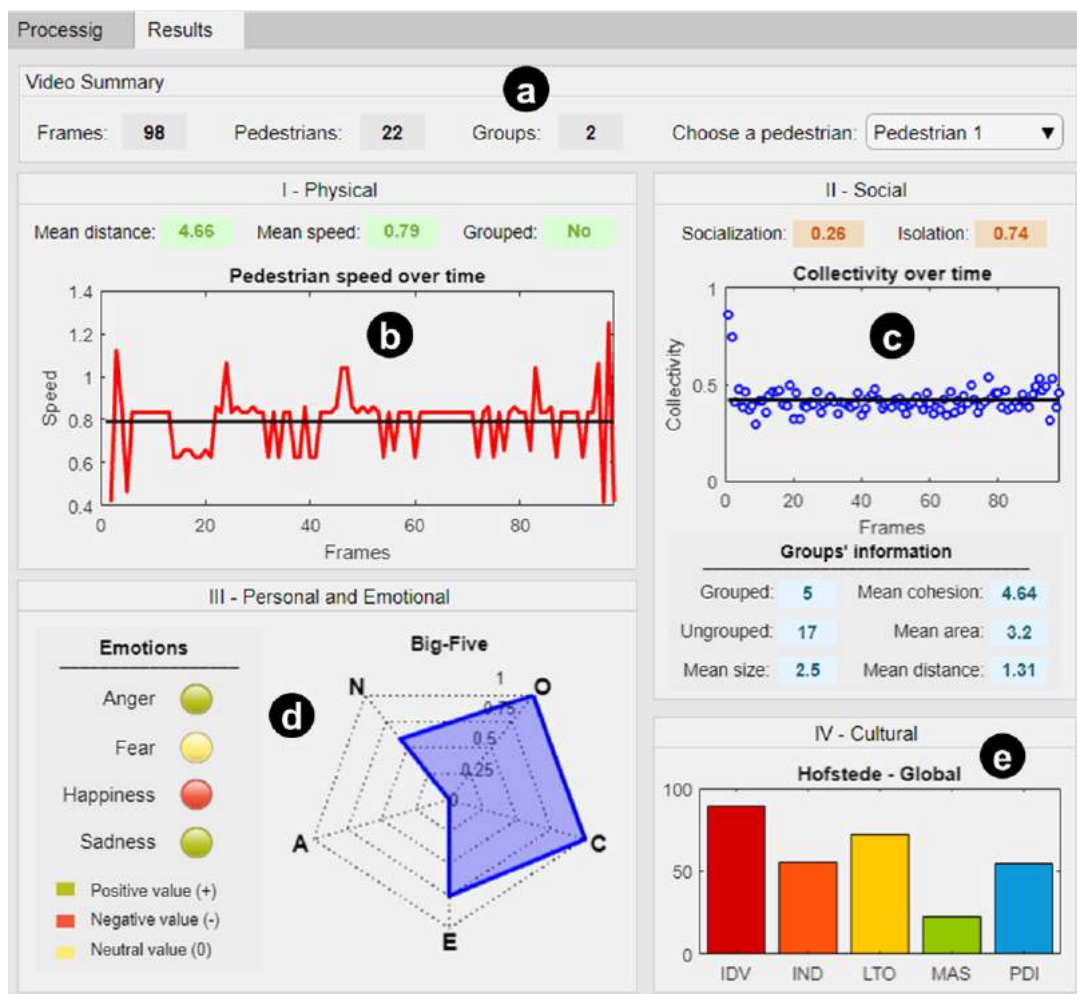 Processig Results
Video Summary
a
Frames: 98 Pedestrians: 22 Groups: 2 Choose a pedestrian: Pedestrian 1
I - Physical
Mean distance: 4.66 Mean speed: 0.79 Grouped: No
Pedestrian speed over time
b
1.4
1.2
1
0.8
0.6
0.4
Speed
0 20 40 60 80
Frames
II - Social
Socialization: 0.26 Isolation: 0.74
Collectivity over time
c
1
0.5
0
Collectivity
0 20 40 60 80
Frames
Groups' information
Grouped: 5 Mean cohesion: 4.64
Ungrouped: 17 Mean area: 3.2
Mean size: 2.5 Mean distance: 1.31
III - Personal and Emotional
Emotions
Anger
Fear
Happiness
Sadness
Positive value (+)
Negative value (-)
Neutral value (0)
d
Big-Five
N 1 O
0.75
0.5
0.25
0
A C
E
IV - Cultural
e
Hofstede - Global
100
50
0
IDV IND LTO MAS PDI